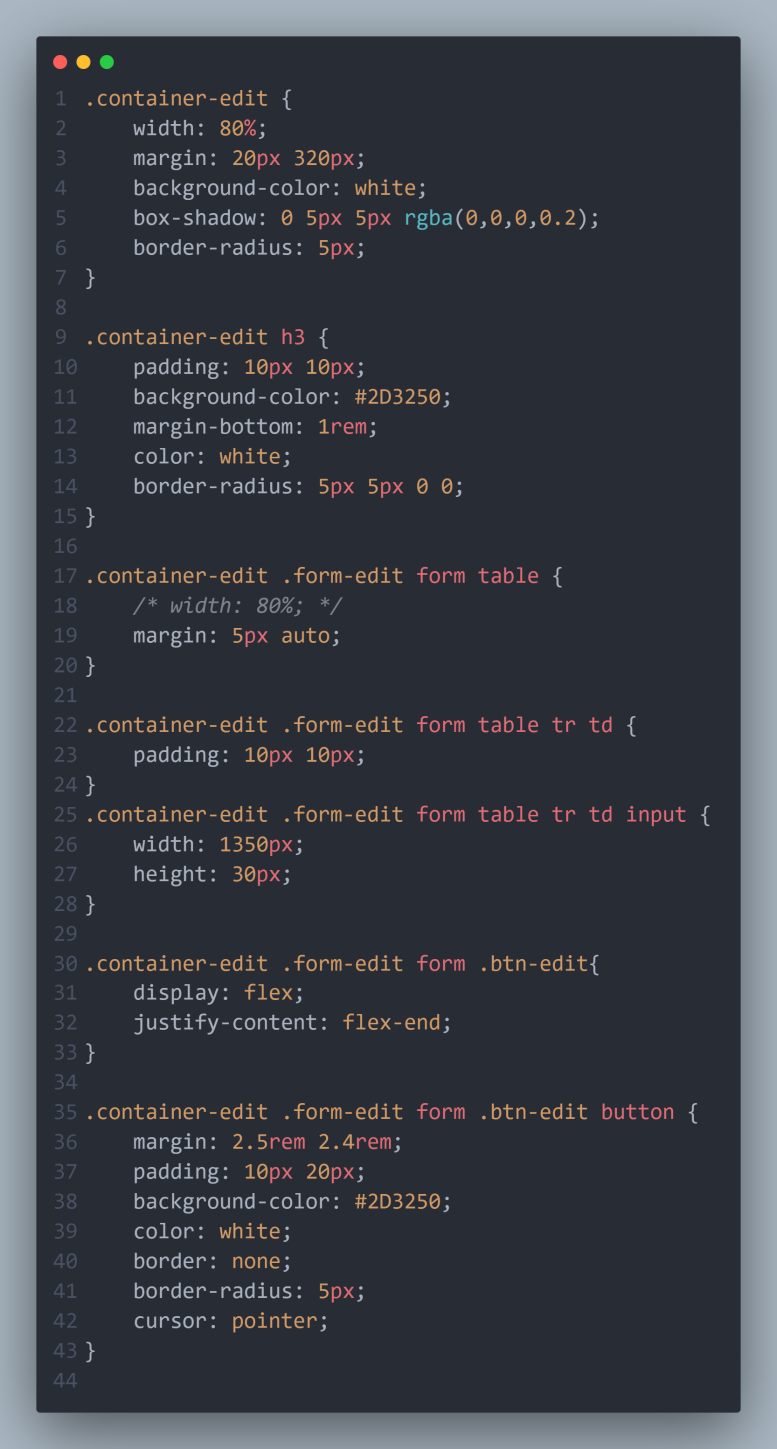 1 .container-edit {
2     width: 80%;
3     margin: 20px 320px;
4     background-color: white;
5     box-shadow: 0 5px 5px rgba(0,0,0,0.2);
6     border-radius: 5px;
7 }
8
9 .container-edit h3 {
10     padding: 10px 10px;
11     background-color: #2D3250;
12     margin-bottom: 1rem;
13     color: white;
14     border-radius: 5px 5px 0 0;
15 }
16
17 .container-edit .form-edit form table {
18     /* width: 80%; */
19     margin: 5px auto;
20 }
21
22 .container-edit .form-edit form table tr td {
23     padding: 10px 10px;
24 }
25 .container-edit .form-edit form table tr td input {
26     width: 1350px;
27     height: 30px;
28 }
29
30 .container-edit .form-edit form .btn-edit{
31     display: flex;
32     justify-content: flex-end;
33 }
34
35 .container-edit .form-edit form .btn-edit button {
36     margin: 2.5rem 2.4rem;
37     padding: 10px 20px;
38     background-color: #2D3250;
39     color: white;
40     border: none;
41     border-radius: 5px;
42     cursor: pointer;
43 }
44